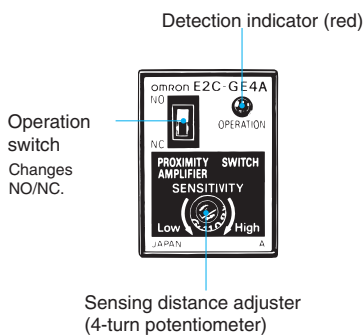 Detection indicator (red)
omron E2C-GE4A
NO
OPERATION
NC
Operation
switch
Changes
NO/NC.
PROXIMITY SWITCH
AMPLIFIER
SENSITIVITY
Low High
JAPAN A
Sensing distance adjuster
(4-turn potentiometer)